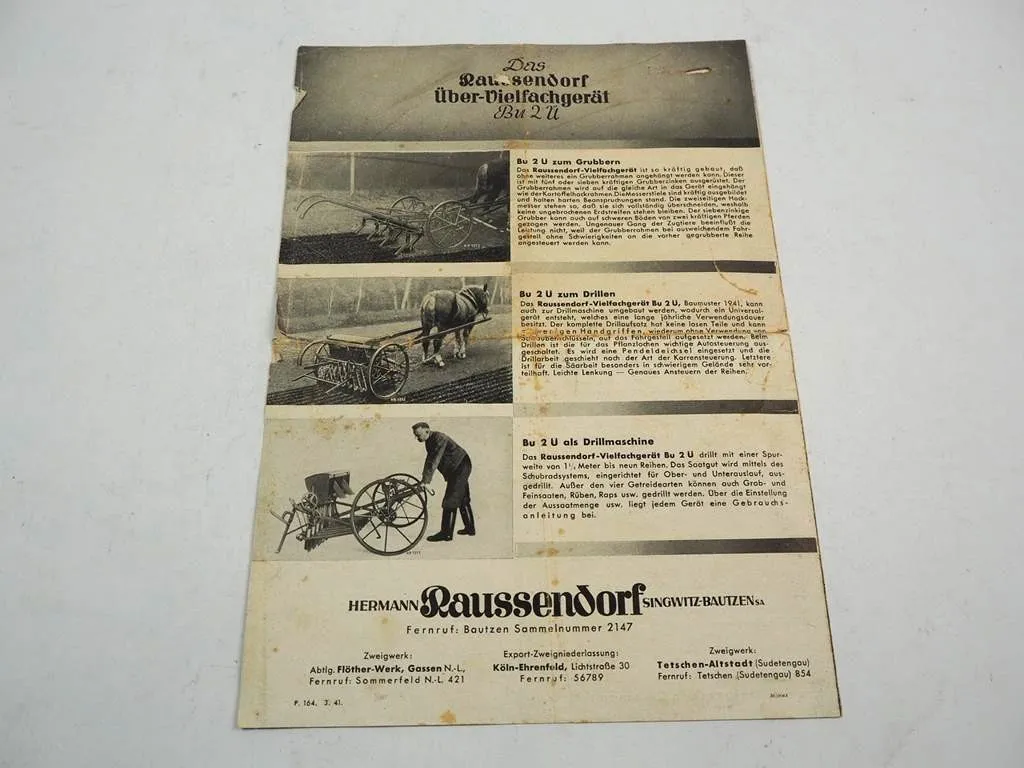 Das
Raussendorf
Über-Vielfachgerät
Bu 2 Ü
Bu 2 U zum Grubbern
Das Raussendorf-Vielfachgerät ist so kräftig gebaut, daß
ohne weiteres ein Grubberrahmen angehängt werden kann. Dieser
ist mit fünf oder sieben kräftigen Grubberzinken ausgerüstet. Der
Grubberrahmen wird auf die gleiche Art in das Gerät eingehängt
wie der Kartoffelhackrahmen. Die Messerstiele sind kräftig ausgebildet
und halten harten Beanspruchungen stand. Die zweiseitigen Hack-
messer stehen so, daß sie sich vollständig überschneiden, weshalb
keine ungebrochenen Erdstreifen stehen bleiben. Der siebenzinkige
Grubber kann auch auf schweren Böden von zwei kräftigen Pferden
gezogen werden. Ungenauer Gang der Zugtiere beeinflußt die
Leistung nicht, weil der Grubberrahmen bei ausweichendem Fahr-
gestell ohne Schwierigkeiten an die vorher gegrubberte Reihe
angesteuert werden kann.
Bu 2 U zum Drillen
Das Raussendorf-Vielfachgerät Bu 2 U, Baumuster 1941, kann
auch zur Drillmaschine umgebaut werden, wodurch ein Universal-
gerät entsteht, welches eine lange jährliche Verwendungsdauer
besitzt. Der komplette Drillaufsatz hat keine losen Teile und kann
wenigen Handgriffen, wiederum ohne Verwendung von
Schraubenschlüsseln, auf das Fahrgestell aufgesetzt werden. Beim
Drillen ist die für das Pflanzlochen wichtige Autosteuerung aus-
geschaltet. Es wird eine Pendeldeichsel eingesetzt und die
Drillarbeit geschieht nach der Art der Karrensteuerung. Letztere
ist für die Säarbeit besonders in schwierigem Gelände sehr vor-
teilhaft. Leichte Lenkung — Genaues Ansteuern der Reihen.
Bu 2 U als Drillmaschine
Das Raussendorf-Vielfachgerät Bu 2 U drillt mit einer Spur-
weite von 1¼ Meter bis neun Reihen. Das Saatgut wird mittels des
Schubradsystems, eingerichtet für Ober- und Unterauslauf, aus-
gedrillt. Außer den vier Getreidearten können auch Grob- und
Feinsaaten, Rüben, Raps usw. gedrillt werden. Über die Einstellung
der Aussaatmenge usw. liegt jedem Gerät eine Gebrauchs-
anleitung bei.
HERMANN Raussendorf SINGWITZ-BAUTZEN SA
Fernruf: Bautzen Sammelnummer 2147
Zweigwerk:
Abtlg. Flöther-Werk, Gassen N.-L.,
Fernruf: Sommerfeld N.-L. 421
Export-Zweigniederlassung:
Köln-Ehrenfeld, Lichtstraße 30
Fernruf: 56789
Zweigwerk:
Tetschen-Altstadt (Sudetengau)
Fernruf: Tetschen (Sudetengau) 854
P. 164. 3. 41.